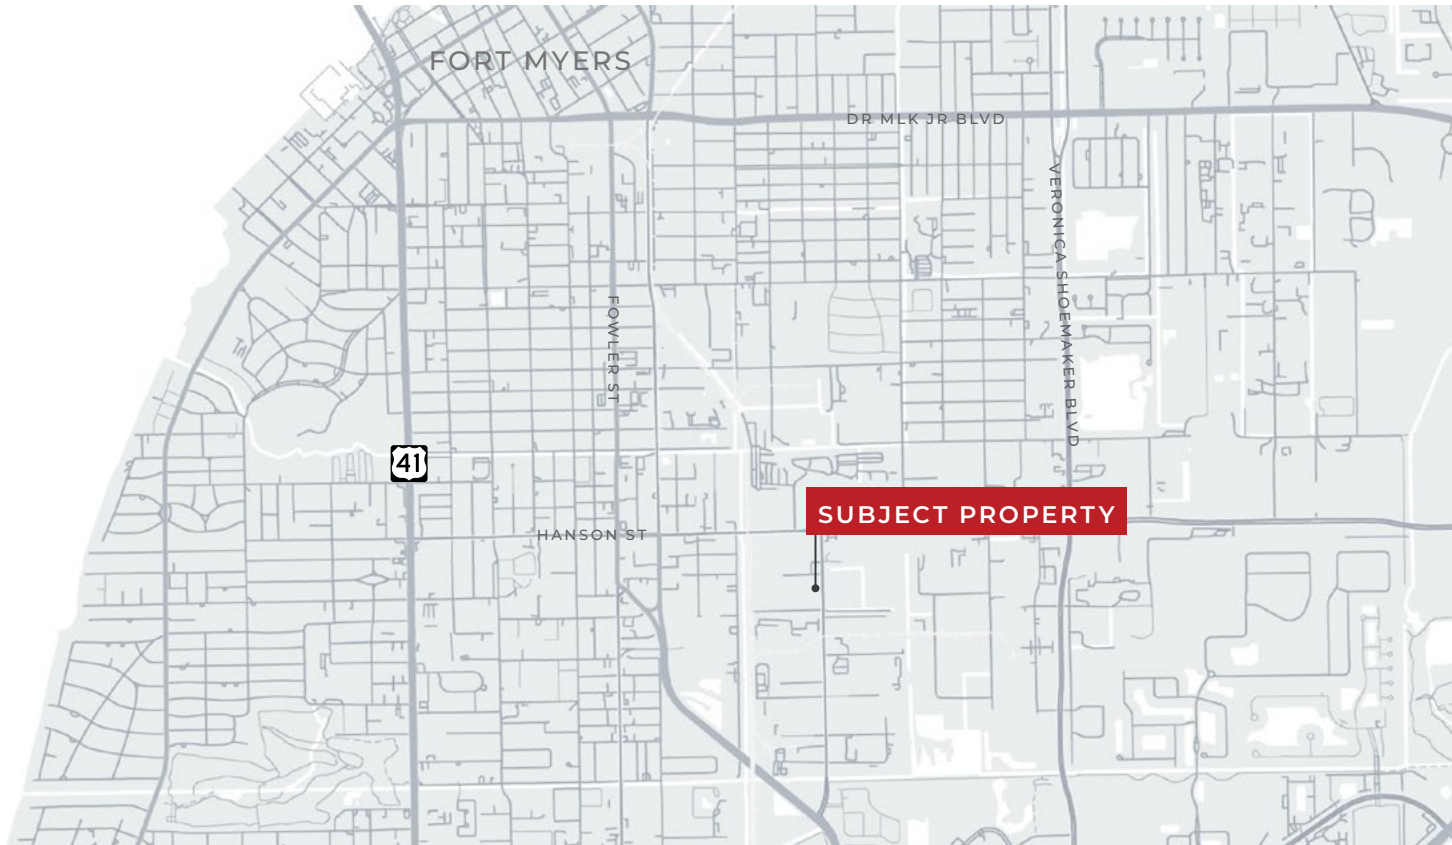 FORT MYERS
DR MLK JR BLVD
VERONICA SHOEMAKER BLVD
FOWLER ST
41
SUBJECT PROPERTY
HANSON ST